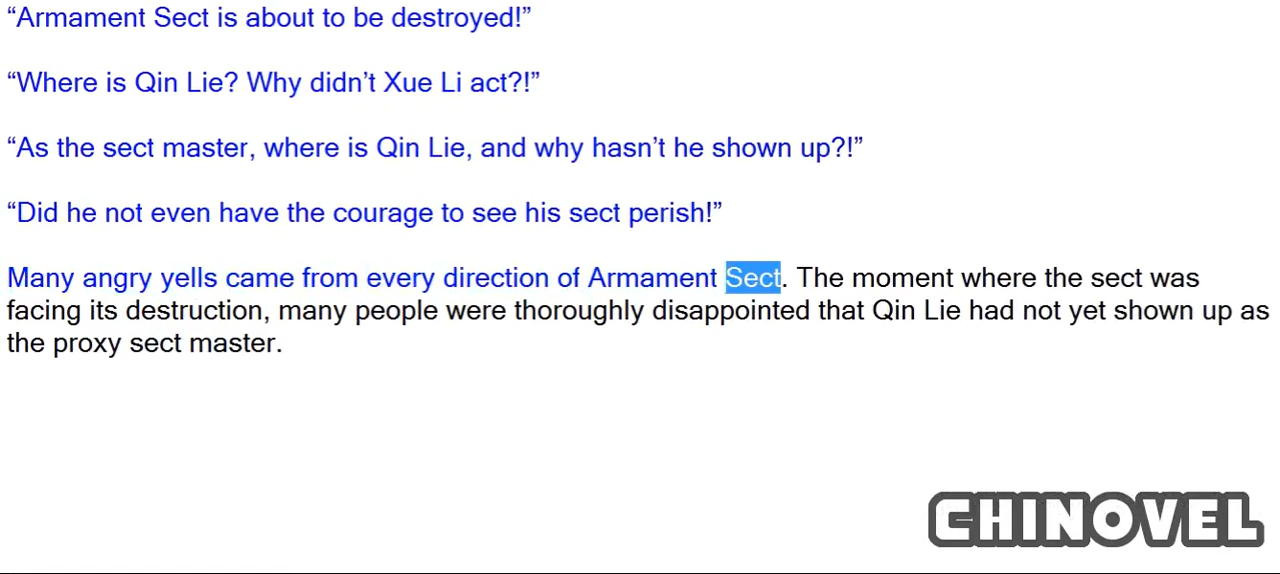 “Armament Sect is about to be destroyed!”
“Where is Qin Lie? Why didn’t Xue Li act?!”
“As the sect master, where is Qin Lie, and why hasn’t he shown up?!”
“Did he not even have the courage to see his sect perish!”
Many angry yells came from every direction of Armament Sect. The moment where the sect was
facing its destruction, many people were thoroughly disappointed that Qin Lie had not yet shown up as
the proxy sect master.
CHINOVEL